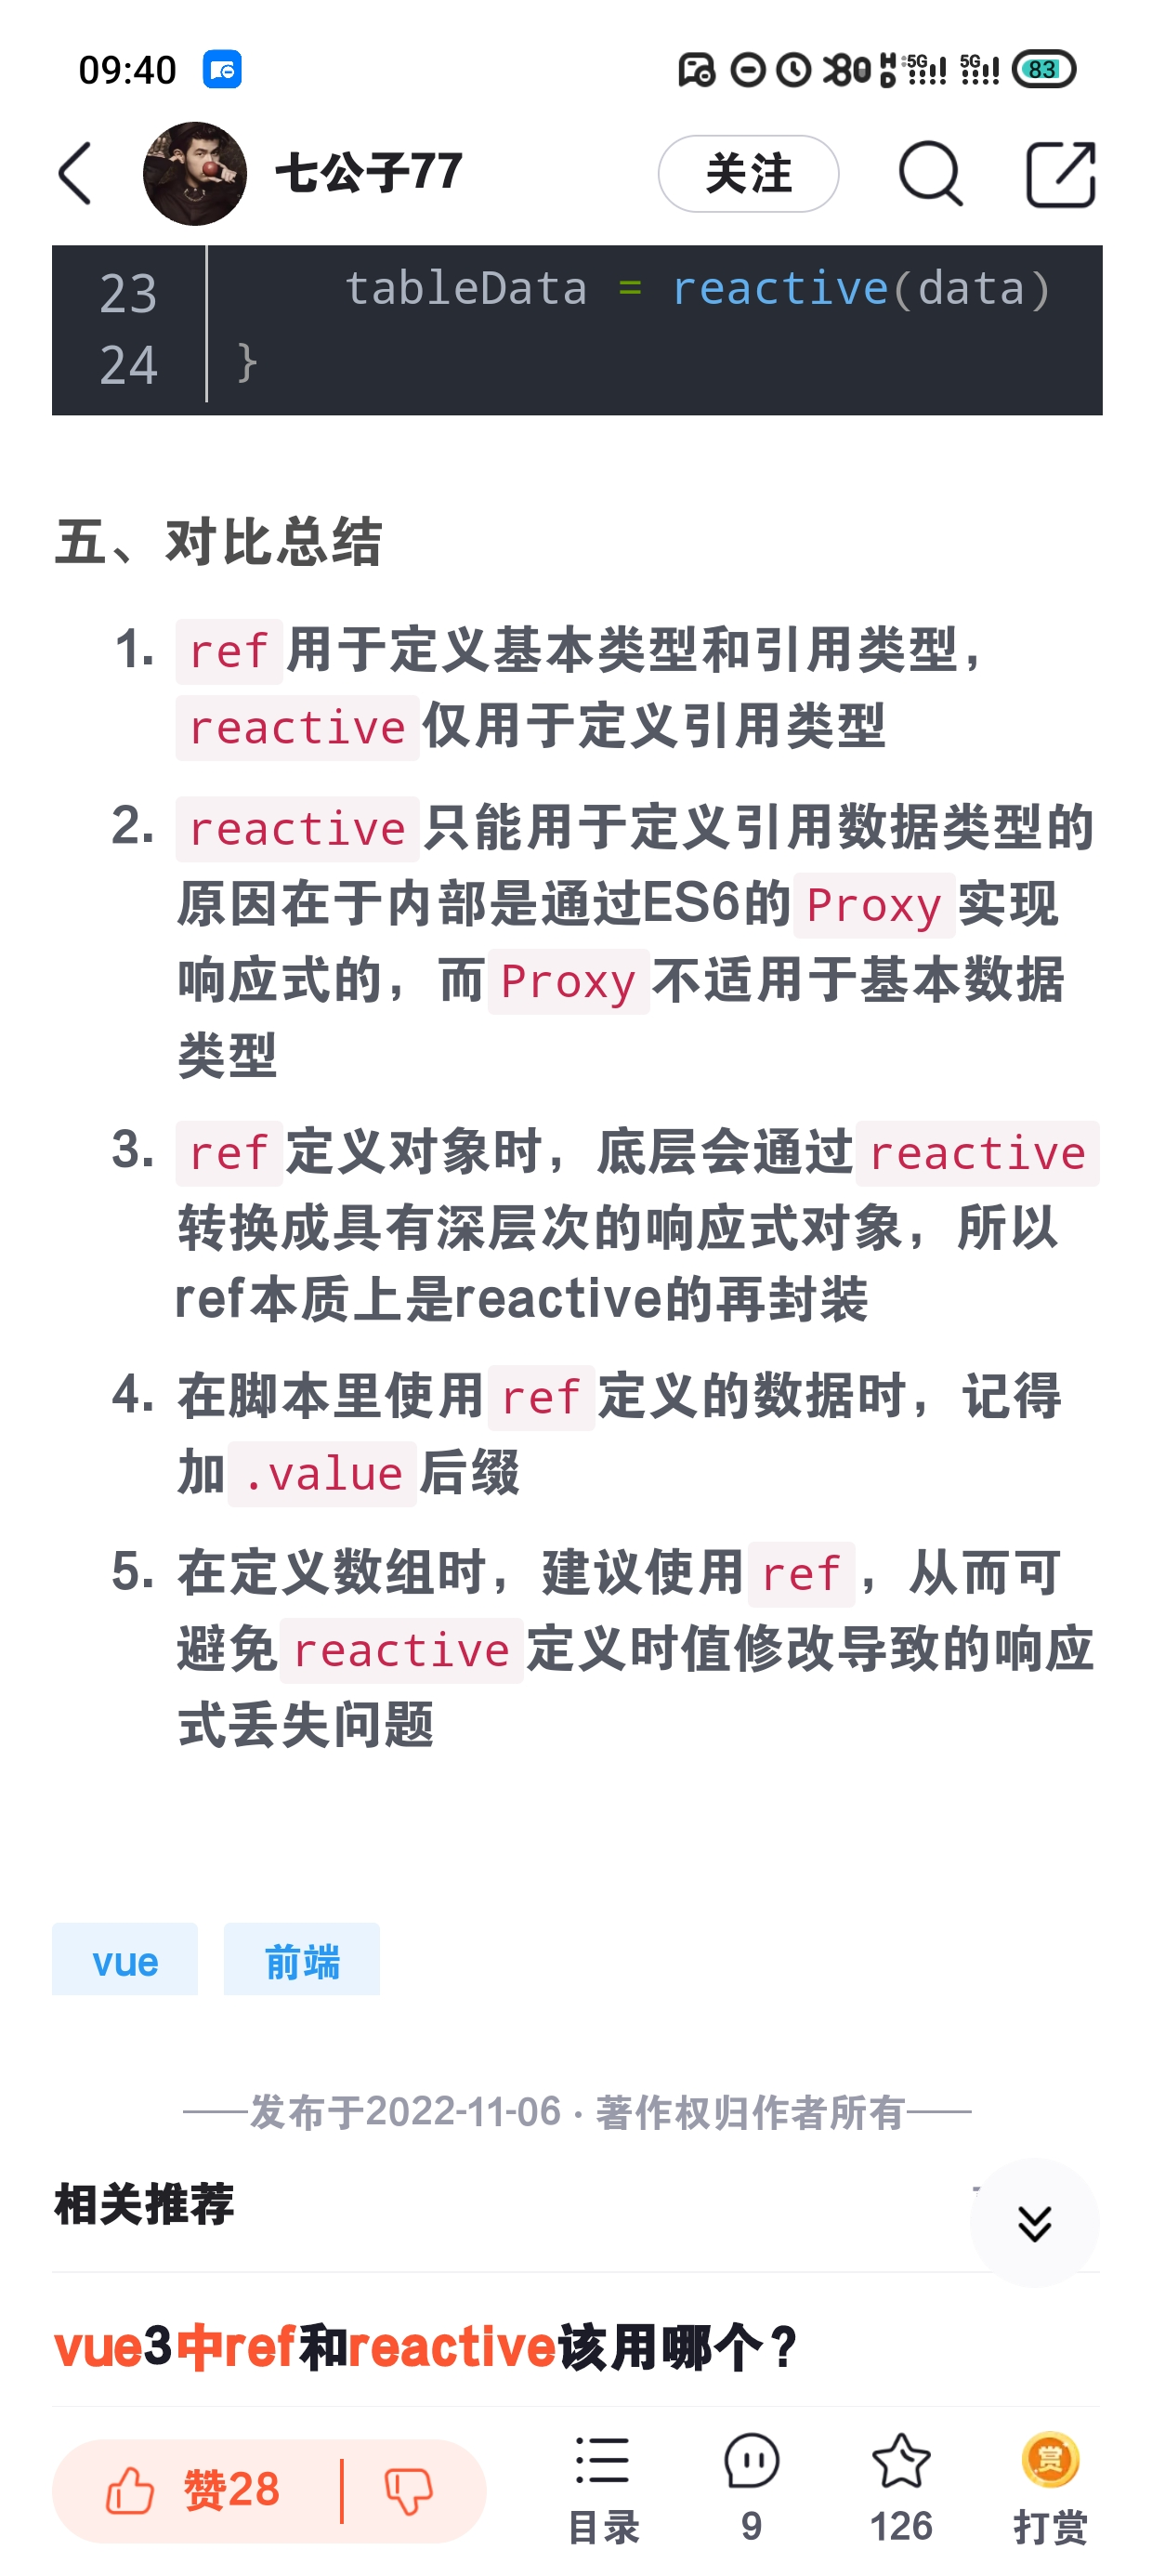 09:40
HD 5G 5G 83
七公子77
关注
23 tableData = reactive(data)
24 }
五、对比总结
1. ref用于定义基本类型和引用类型，
reactive仅用于定义引用类型
2. reactive只能用于定义引用数据类型的
原因在于内部是通过ES6的Proxy实现
响应式的，而Proxy不适用于基本数据
类型
3. ref定义对象时，底层会通过reactive
转换成具有深层次的响应式对象，所以
ref本质上是reactive的再封装
4. 在脚本里使用ref定义的数据时，记得
加.value后缀
5. 在定义数组时，建议使用ref，从而可
避免reactive定义时值修改导致的响应
式丢失问题
vue 前端
——发布于2022-11-06 · 著作权归作者所有——
相关推荐
vue3中ref和reactive该用哪个？
赞28
目录 9 126 打赏
赏